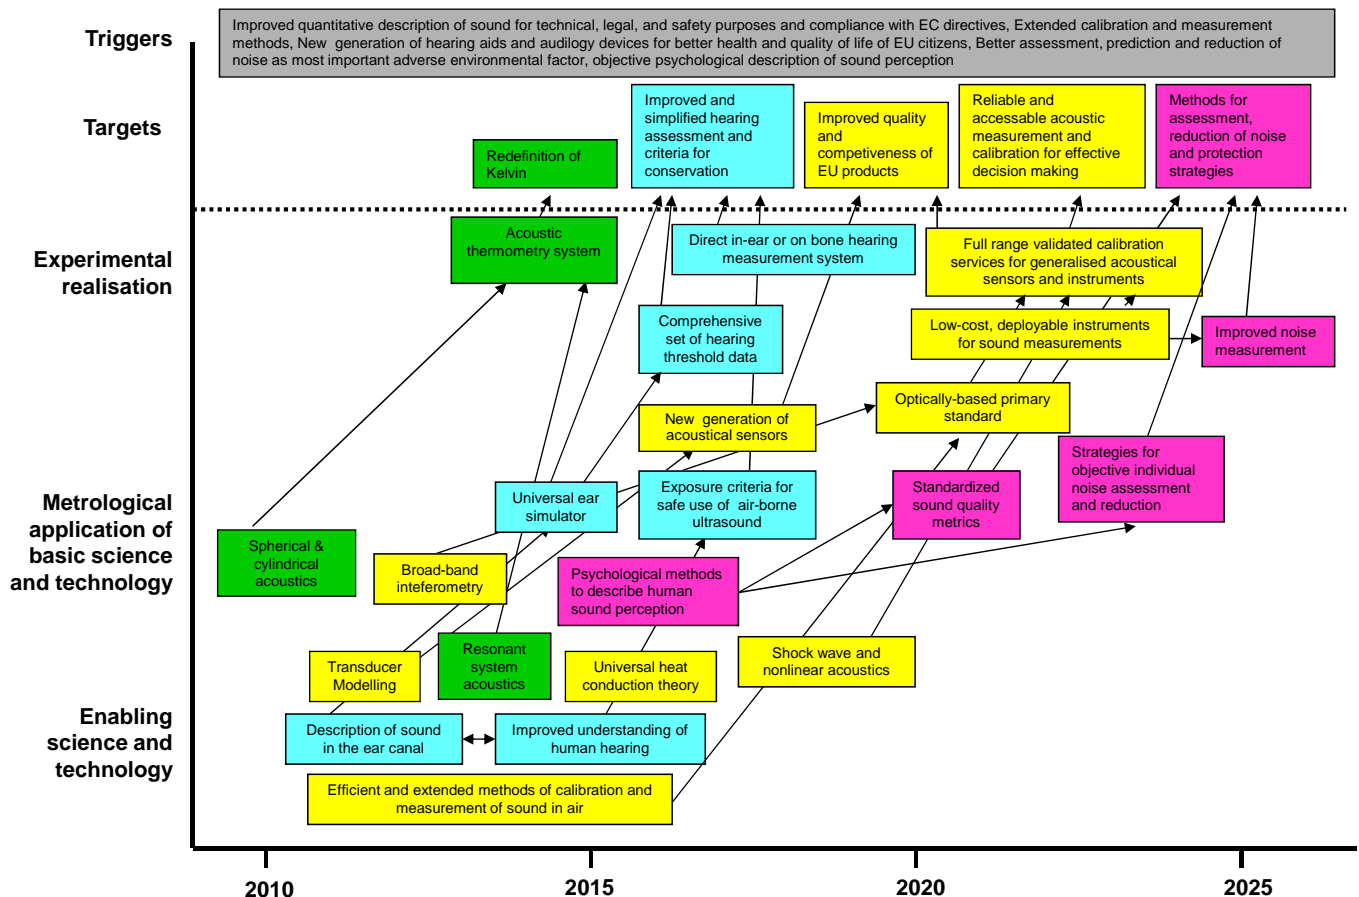 Triggers
Improved quantitative description of sound for technical, legal, and safety purposes and compliance with EC directives, Extended calibration and measurement
methods, New generation of hearing aids and audilogy devices for better health and quality of life of EU citizens, Better assessment, prediction and reduction of
noise as most important adverse environmental factor, objective psychological description of sound perception
Targets
Redefinition of
Kelvin
Improved and
simplified hearing
assessment and
criteria for
conservation
Improved quality
and
competiveness of
EU products
Reliable and
accessable acoustic
measurement and
calibration for effective
decision making
Methods for
assessment,
reduction of noise
and protection
strategies
Experimental
realisation
Acoustic
thermometry system
Direct in-ear or on bone hearing
measurement system
Full range validated calibration
services for generalised acoustical
sensors and instruments
Comprehensive
set of hearing
threshold data
Low-cost, deployable instruments
for sound measurements
Improved noise
measurement
New generation of
acoustical sensors
Optically-based primary
standard
Metrological
application of
basic science
and technology
Universal ear
simulator
Exposure criteria for
safe use of air-borne
ultrasound
Standardized
sound quality
metrics
Strategies for
objective individual
noise assessment
and reduction
Spherical &
cylindrical
acoustics
Broad-band
inteferometry
Psychological methods
to describe human
sound perception
Enabling
science and
technology
Transducer
Modelling
Resonant
system
acoustics
Universal heat
conduction theory
Shock wave and
nonlinear acoustics
Description of sound
in the ear canal
Improved understanding of
human hearing
Efficient and extended methods of calibration and
measurement of sound in air
2010
2015
2020
2025